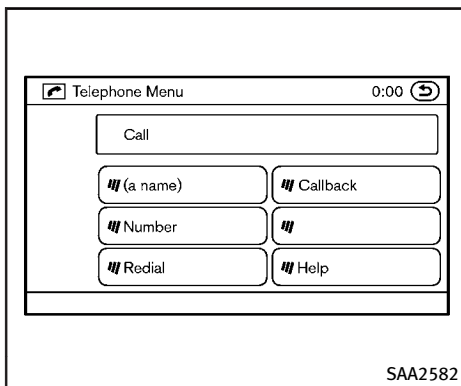 Telephone Menu 0:00
Call
(a name) Callback
Number
Redial Help
SAA2582